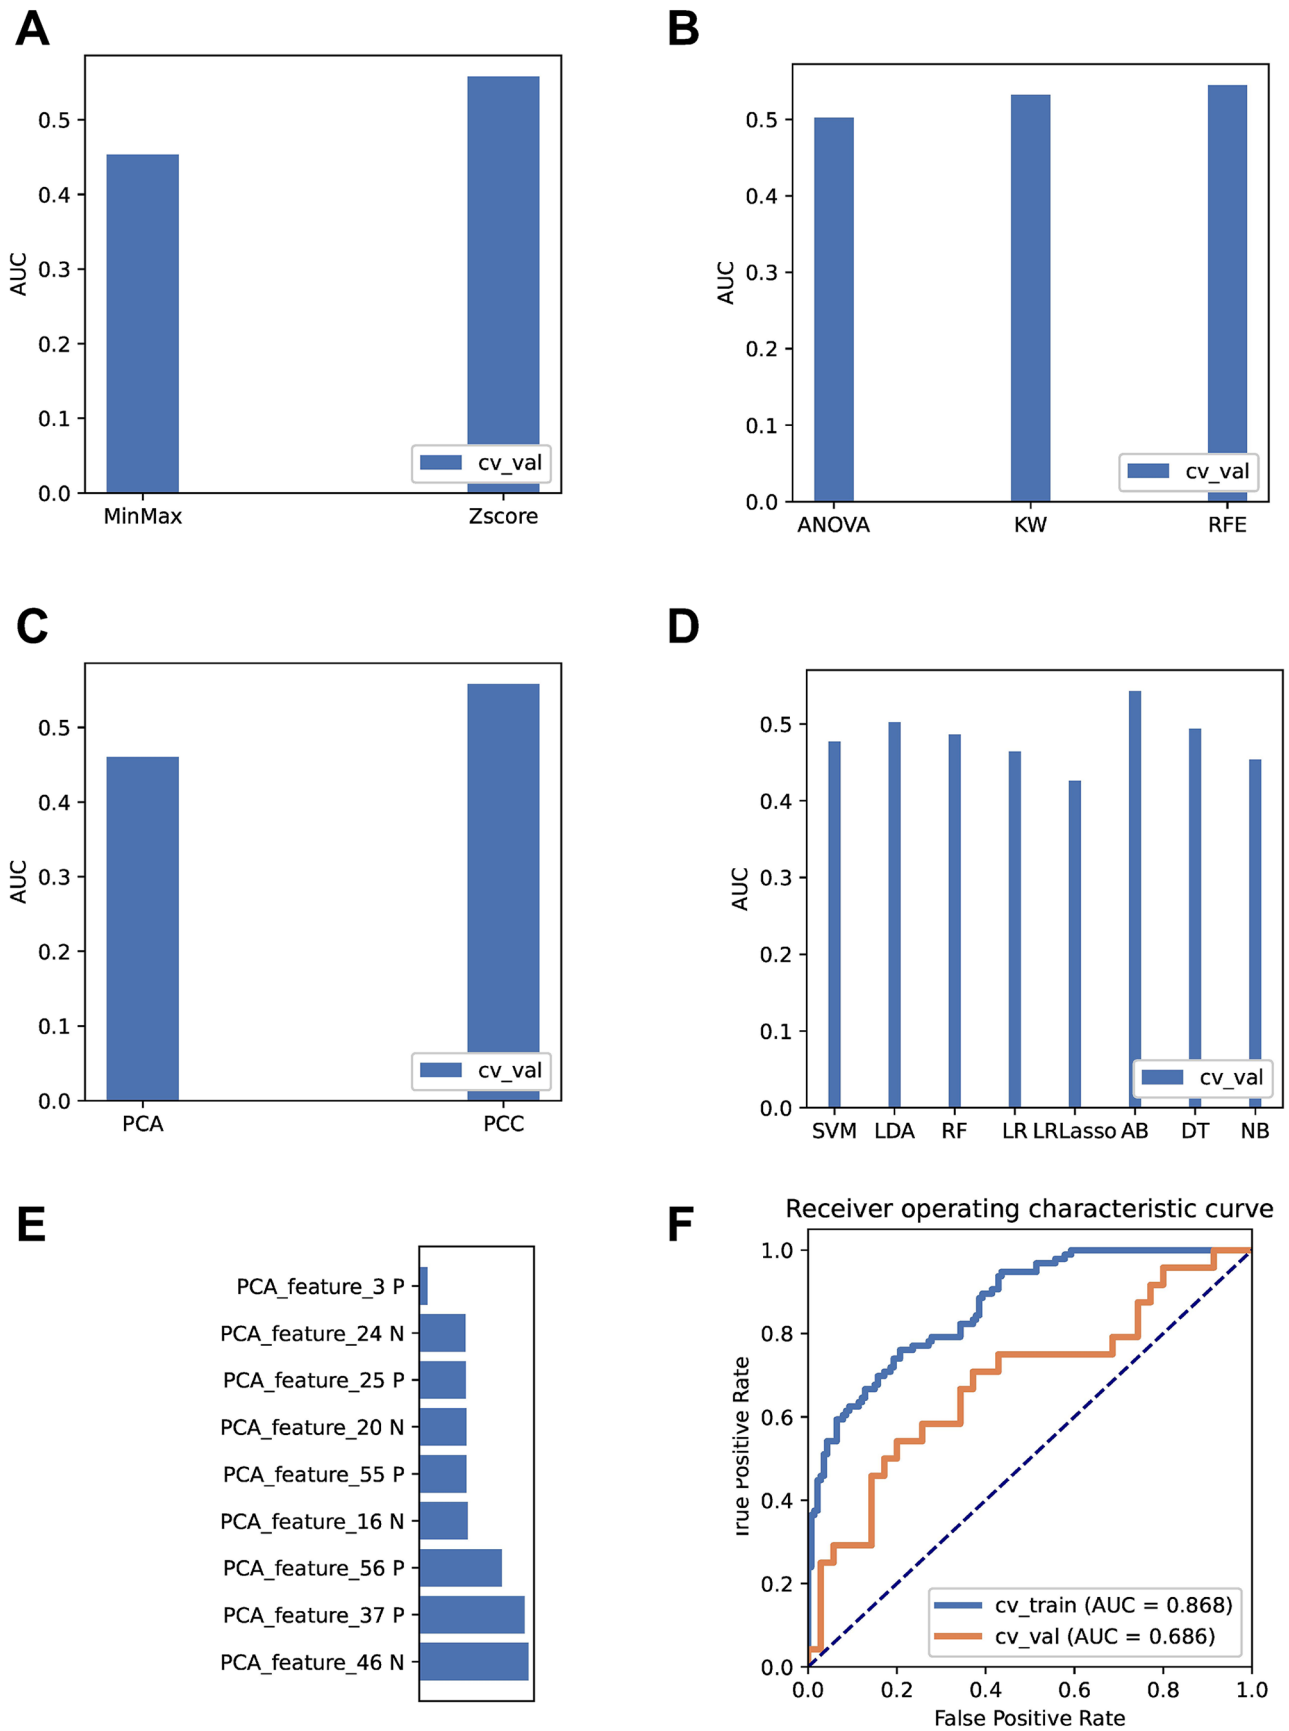 A
AUC
0.5
0.4
0.3
0.2
0.1
0.0
MinMax
Zscore
cv_val
B
AUC
0.5
0.4
0.3
0.2
0.1
0.0
ANOVA
KW
RFE
cv_val
C
AUC
0.5
0.4
0.3
0.2
0.1
0.0
PCA
PCC
cv_val
D
AUC
0.5
0.4
0.3
0.2
0.1
0.0
SVM
LDA
RF
LR
LRLasso
AB
DT
NB
cv_val
E
PCA_feature_3 P
PCA_feature_24 N
PCA_feature_25 P
PCA_feature_20 N
PCA_feature_55 P
PCA_feature_16 N
PCA_feature_56 P
PCA_feature_37 P
PCA_feature_46 N
F
Receiver operating characteristic curve
True Positive Rate
1.0
0.8
0.6
0.4
0.2
0.0
cv_train (AUC = 0.868)
cv_val (AUC = 0.686)
0.0
0.2
0.4
0.6
0.8
1.0
False Positive Rate